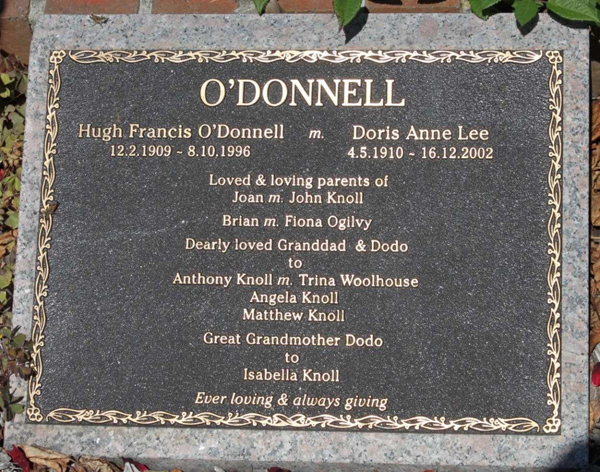 O'DONNELL
Hugh Francis O'Donnell m. Doris Anne Lee
12.2.1909 ~ 8.10.1996 4.5.1910 ~ 16.12.2002
Loved & loving parents of
Joan m. John Knoll
Brian m. Fiona Ogilvy
Dearly loved Granddad & Dodo
to
Anthony Knoll m. Trina Woolhouse
Angela Knoll
Matthew Knoll
Great Grandmother Dodo
to
Isabella Knoll
Ever loving & always giving